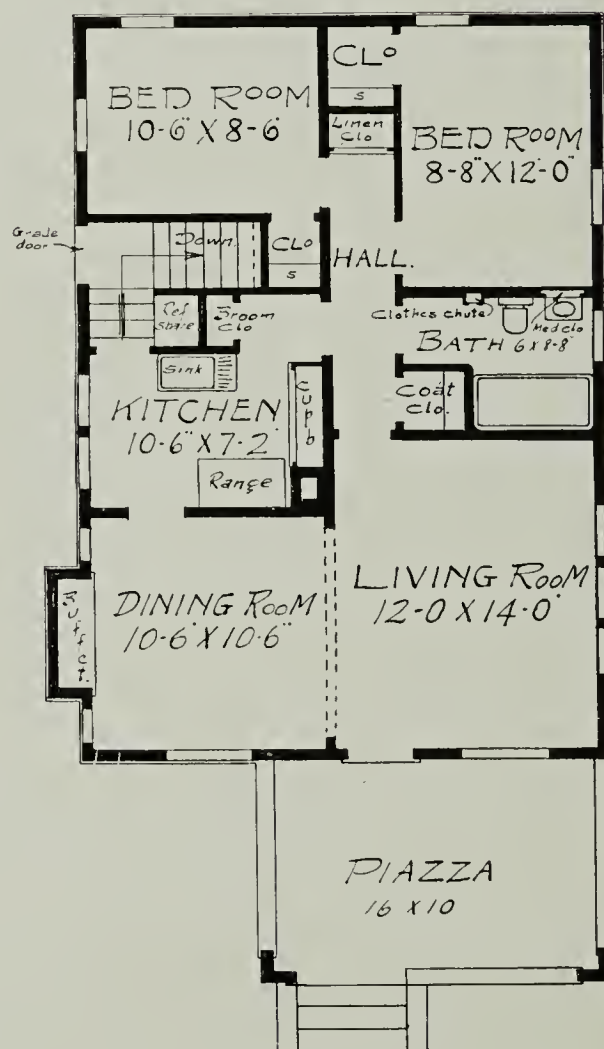 BED ROOM
10-6" X 8-6"
CLO
S
Linen
Clo
BED ROOM
8-8" X 12'-0"
Grade
door
Down.
CLO
S
HALL.
Ref
space
Broom
Clo
Clothes chute
Med Clo
BATH 6 X 8-8"
Sink
Cupb
Coat
Clo.
KITCHEN
10-6" X 7-2"
Range
Buffet.
DINING ROOM
10-6" X 10-6"
LIVING ROOM
12-0 X 14-0"
PIAZZA
16 X 10